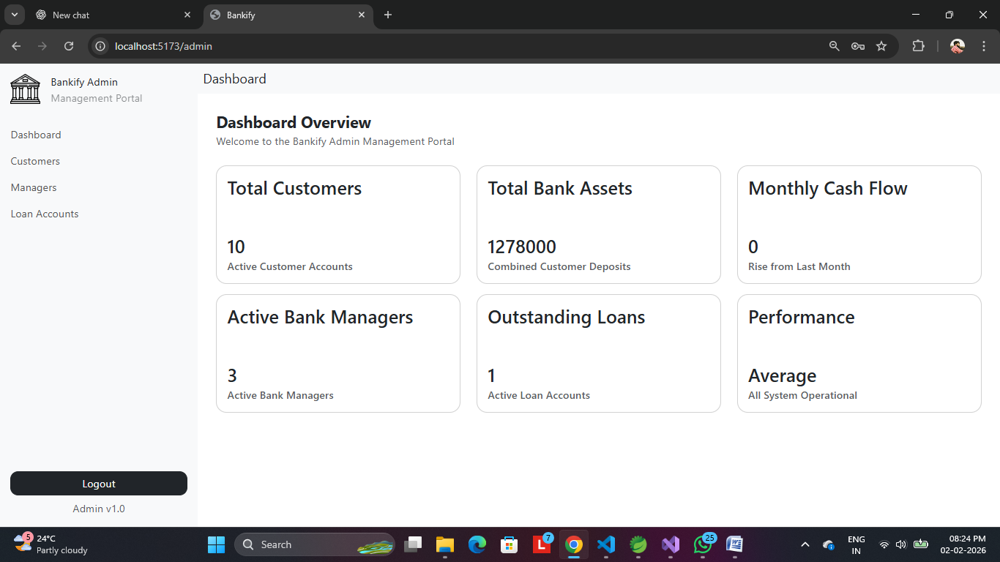 New chat
Bankify
localhost:5173/admin
Bankify Admin
Management Portal
Dashboard
Customers
Managers
Loan Accounts
Logout
Admin v1.0
Dashboard
Dashboard Overview
Welcome to the Bankify Admin Management Portal
Total Customers
10
Active Customer Accounts
Total Bank Assets
1278000
Combined Customer Deposits
Monthly Cash Flow
0
Rise from Last Month
Active Bank Managers
3
Active Bank Managers
Outstanding Loans
1
Active Loan Accounts
Performance
Average
All System Operational
5
24°C
Partly cloudy
Search
L
7
25
W
ENG
IN
08:24 PM
02-02-2026